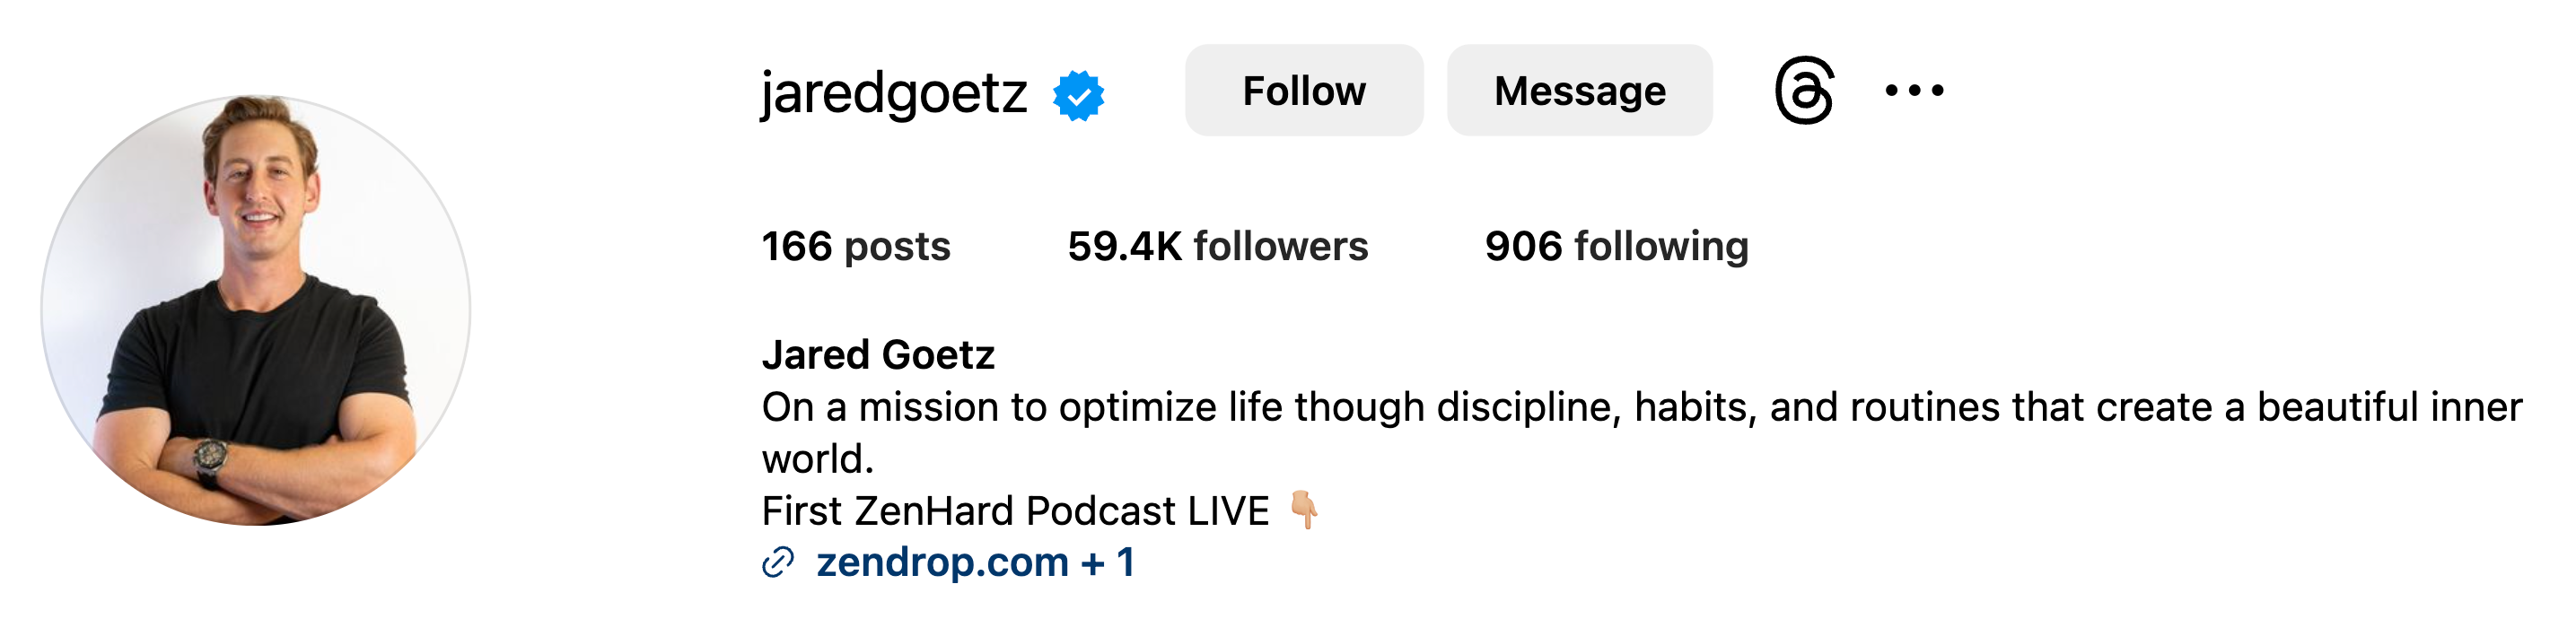 jaredgoetz Follow Message
166 posts 59.4K followers 906 following
Jared Goetz
On a mission to optimize life though discipline, habits, and routines that create a beautiful inner
world.
First ZenHard Podcast LIVE 👇🏼
zendrop.com + 1